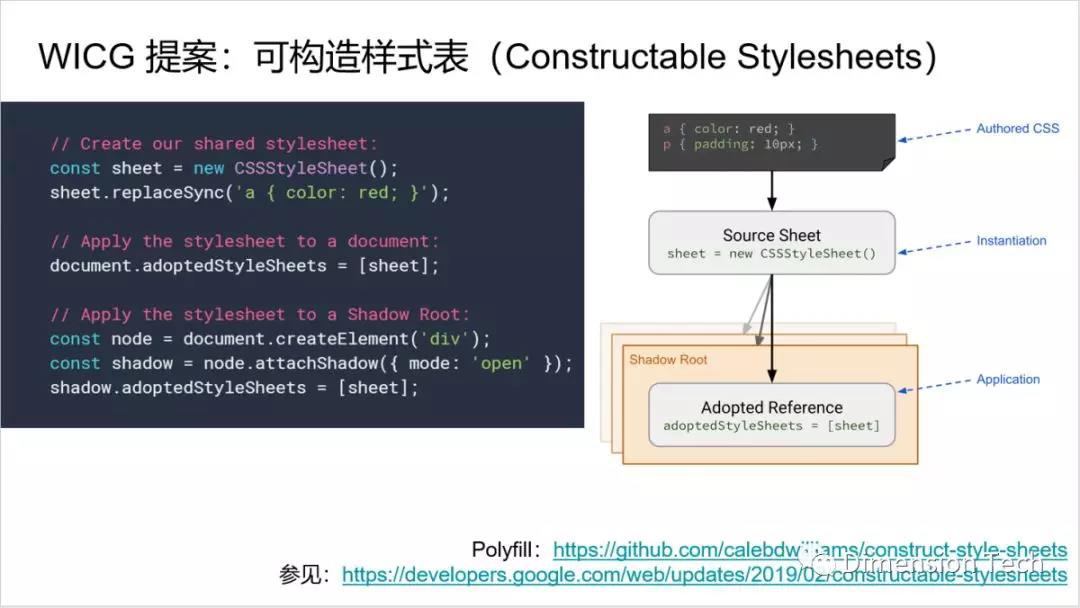 WICG 提案：可构造样式表（Constructable Stylesheets）
// Create our shared stylesheet:
const sheet = new CSSStyleSheet();
sheet.replaceSync('a { color: red; }');
// Apply the stylesheet to a document:
document.adoptedStyleSheets = [sheet];
// Apply the stylesheet to a Shadow Root:
const node = document.createElement('div');
const shadow = node.attachShadow({ mode: 'open' });
shadow.adoptedStyleSheets = [sheet];
a { color: red; }
p { padding: 10px; }
Authored CSS
Source Sheet
sheet = new CSSStyleSheet()
Instantiation
Shadow Root
Adopted Reference
adoptedStyleSheets = [sheet]
Application
Polyfill：https://github.com/calebdwilliams/construct-style-sheets
参见：https://developers.google.com/web/updates/2019/02/constructable-stylesheets
Dimension Tech